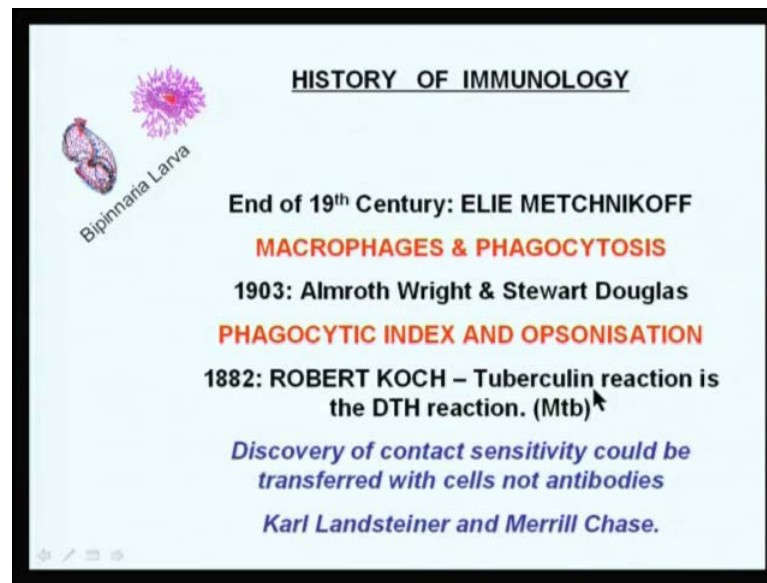 HISTORY OF IMMUNOLOGY
Bipinnaria Larva
End of 19th Century: ELIE METCHNIKOFF
MACROPHAGES & PHAGOCYTOSIS
1903: Almroth Wright & Stewart Douglas
PHAGOCYTIC INDEX AND OPSONISATION
1882: ROBERT KOCH – Tuberculin reaction is
the DTH reaction. (Mtb)
Discovery of contact sensitivity could be
transferred with cells not antibodies
Karl Landsteiner and Merrill Chase.